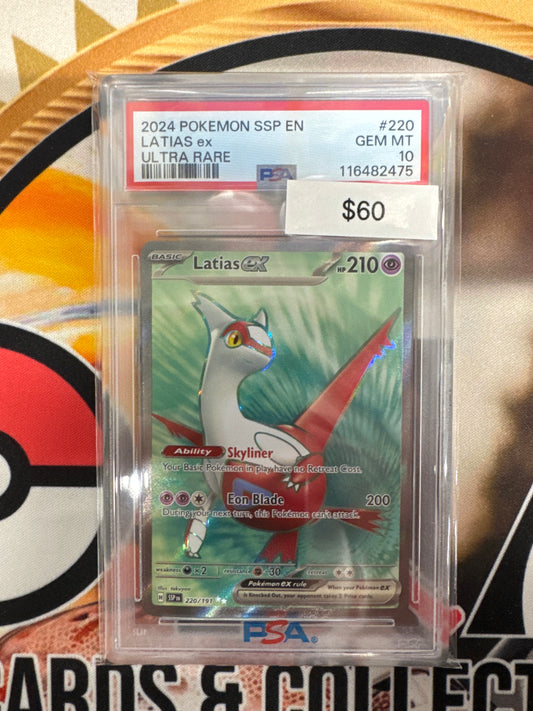 2024 POKEMON SSP EN #220
LATIAS ex GEM MT
ULTRA RARE 10
PSA 116482475
$60
BASIC Latias ex HP 210
Ability Skyliner
Your Basic Pokémon in play have no Retreat Cost.
Eon Blade 200
During your next turn, this Pokémon can't attack.
weakness ×2 resistance -30 retreat
Pokémon ex rule
When your Pokémon ex
is Knocked Out, your opponent takes 2 Prize cards.
H SSP EN 220/191
PSA
CARDS & COLLECT